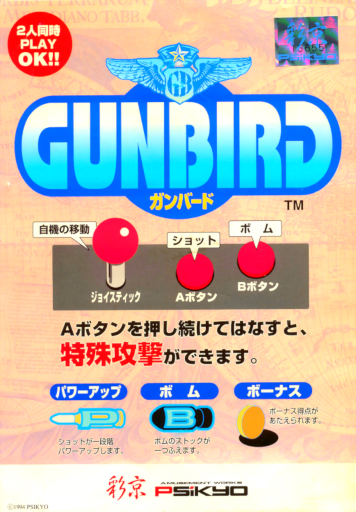 2人同時
PLAY
OK!!
彩京
GUNBIRD
ガンバード
TM
自機の移動
ショット
ボム
ジョイスティック
Aボタン
Bボタン
Aボタンを押し続けてはなすと、
特殊攻撃ができます。
パワーアップ
ボム
ボーナス
P
B
ショットが一段階
パワーアップします。
ボムのストックが
一つふえます。
ボーナス得点が
あたえられます。
彩京
AMUSEMENT WORKS
PSIKYO
©1994 PSIKYO